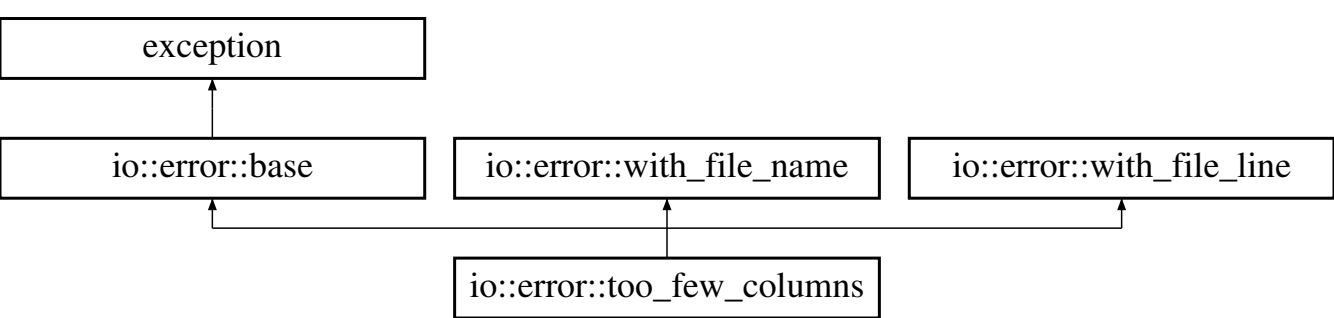 exception
io::error::base
io::error::with_file_name
io::error::with_file_line
io::error::too_few_columns